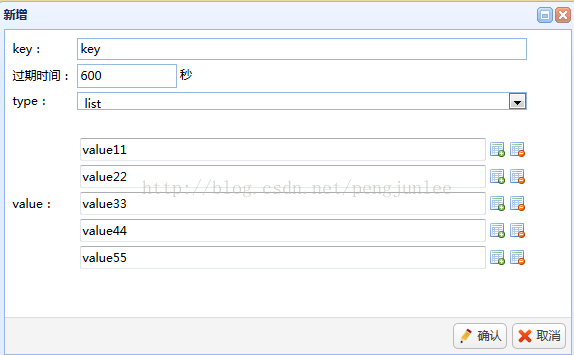 新增
key：
key
过期时间：
600
秒
type：
list
value11
value22
http://blog.csdn.net/pengjunlee
value：
value33
value44
value55
确认
取消